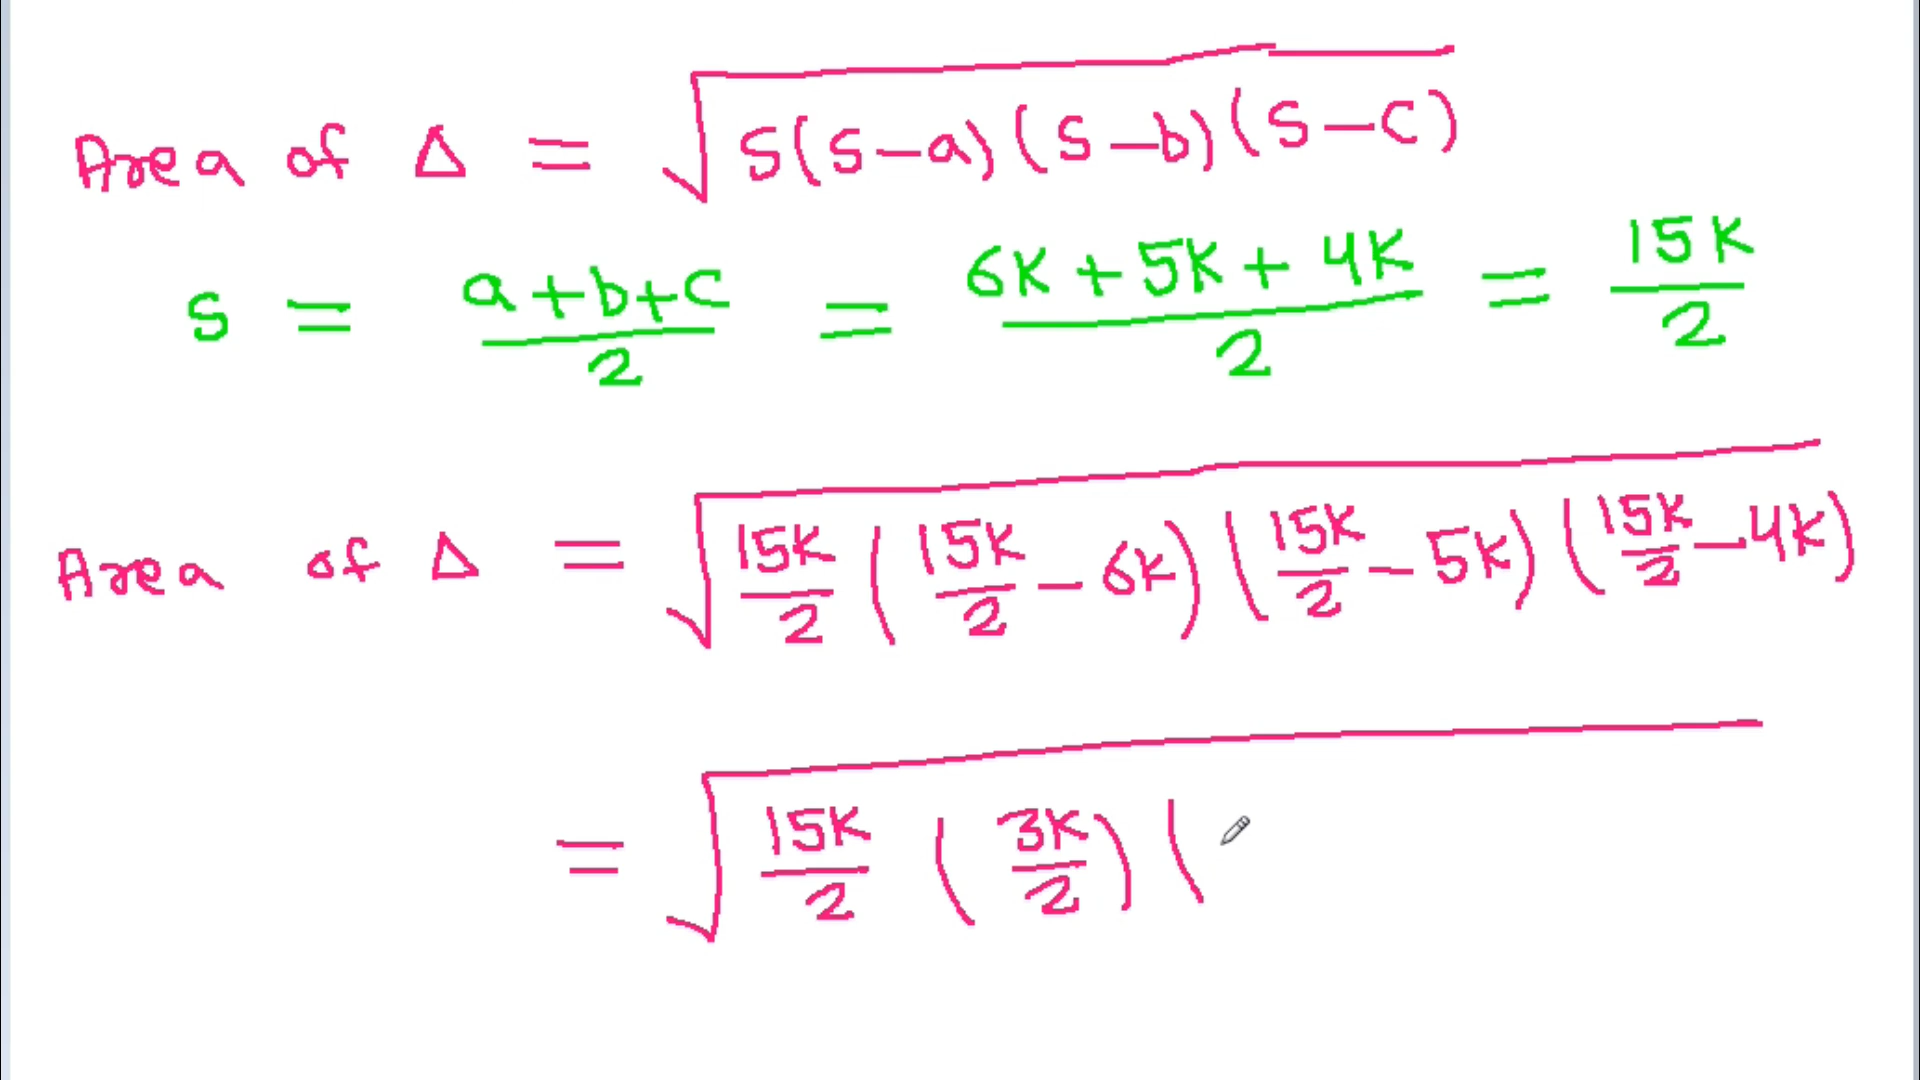 Area of Δ = √(S(S-a)(S-b)(S-c))
S = (a+b+c)/2 = (6K+5K+4K)/2 = 15K/2
Area of Δ = √(15K/2 (15K/2 - 6K) (15K/2 - 5K) (15K/2 - 4K))
= √(15K/2 (3K/2) (